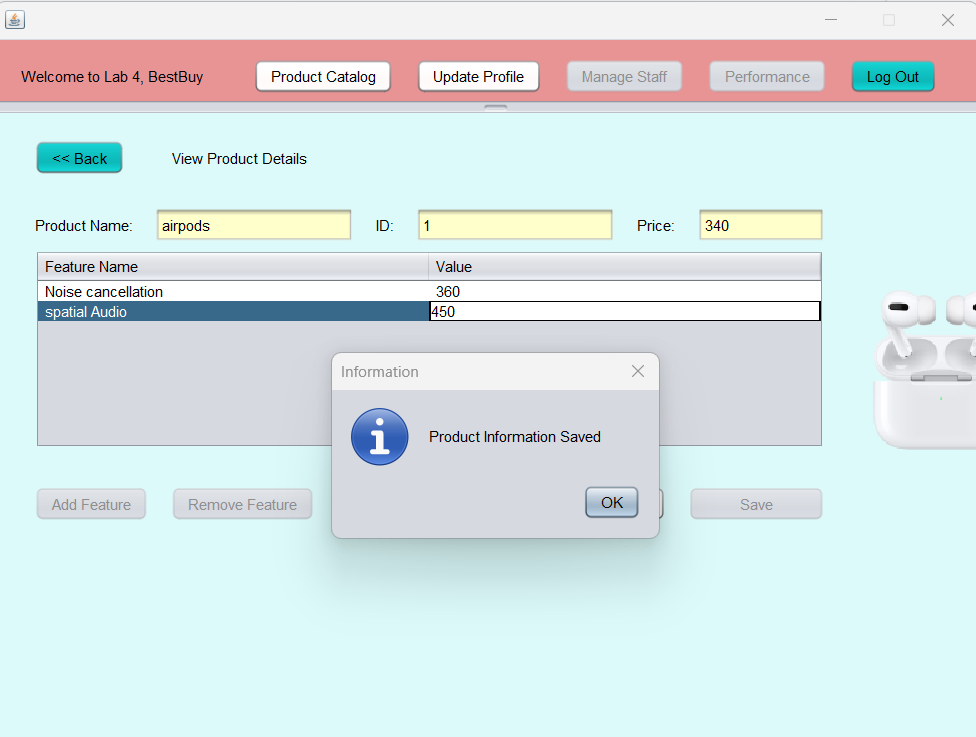 Welcome to Lab 4, BestBuy
Product Catalog
Update Profile
Manage Staff
Performance
Log Out
<< Back
View Product Details
Product Name:
airpods
ID:
1
Price:
340
Feature Name
Value
Noise cancellation
360
spatial Audio
450
Information
Product Information Saved
OK
Add Feature
Remove Feature
Save